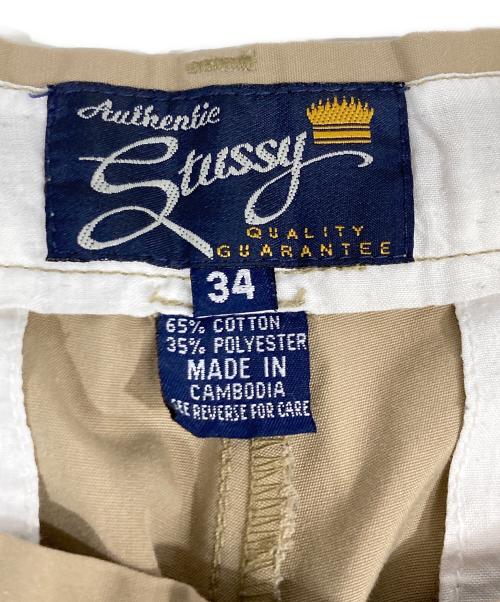 Authentic
Stussy
QUALITY
GUARANTEE
34
65% COTTON
35% POLYESTER
MADE IN
CAMBODIA
SEE REVERSE FOR CARE